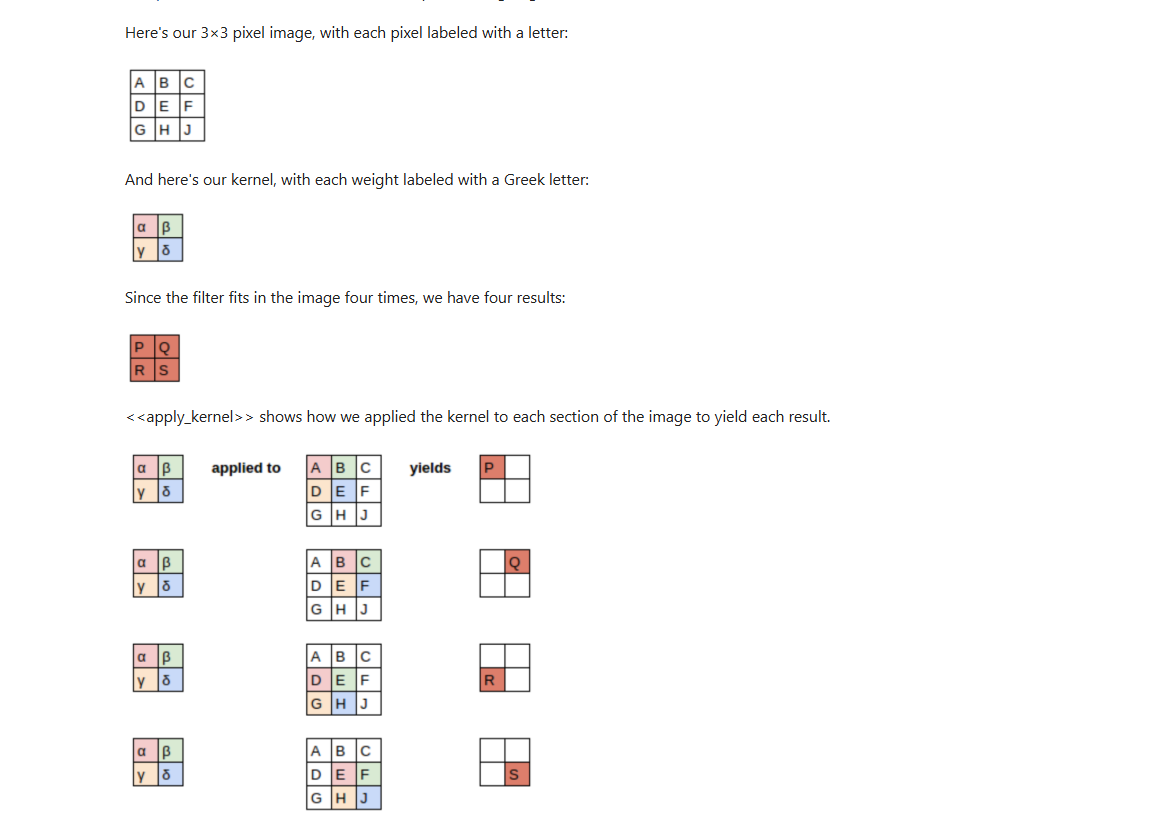 Here's our 3×3 pixel image, with each pixel labeled with a letter:
A B C
D E F
G H J
And here's our kernel, with each weight labeled with a Greek letter:
α β
γ δ
Since the filter fits in the image four times, we have four results:
P Q
R S
<<apply_kernel>> shows how we applied the kernel to each section of the image to yield each result.
α β applied to A B C yields P
γ δ D E F
G H J
α β A B C Q
γ δ D E F
G H J
α β A B C
γ δ D E F R
G H J
α β A B C
γ δ D E F S
G H J